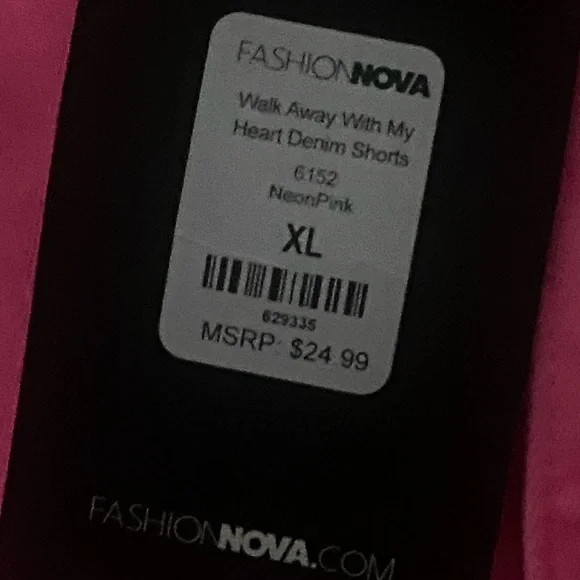 FASHIONNOVA
Walk Away With My
Heart Denim Shorts
6152
NeonPink
XL
629335
MSRP: $24.99
FASHIONNOVA.COM